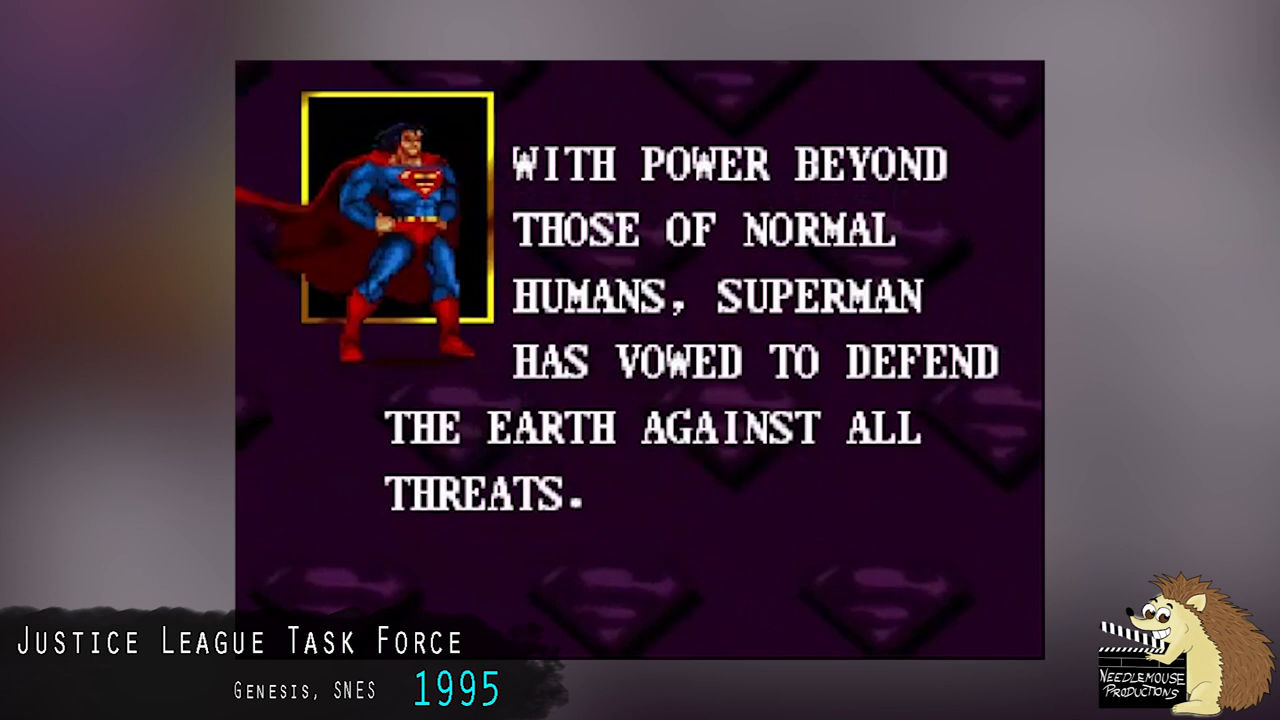 WITH POWER BEYOND
THOSE OF NORMAL
HUMANS, SUPERMAN
HAS VOWED TO DEFEND
THE EARTH AGAINST ALL
THREATS.
JUSTICE LEAGUE TASK FORCE
GENESIS, SNES 1995
NEEDLEMOUSE
PRODUCTIONS